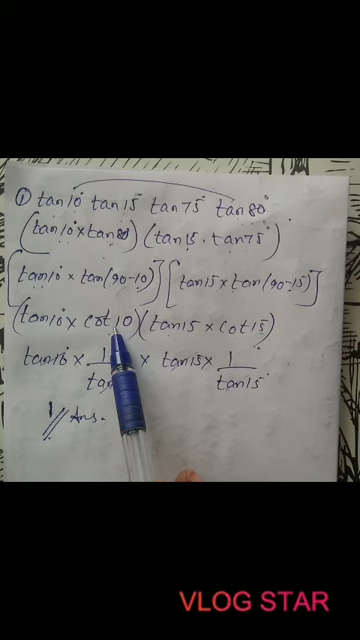 ① tan10° tan15° tan75° tan80°
(tan10° × tan80) (tan15 . tan75°)
[tan10° × tan(90-10)] [tan15 × tan(90-15)]
(tan10° × cot10) (tan15 × cot15)
tan10° × 1/tan × tan15 × 1/tan15°
1 // Ans.
VLOG STAR